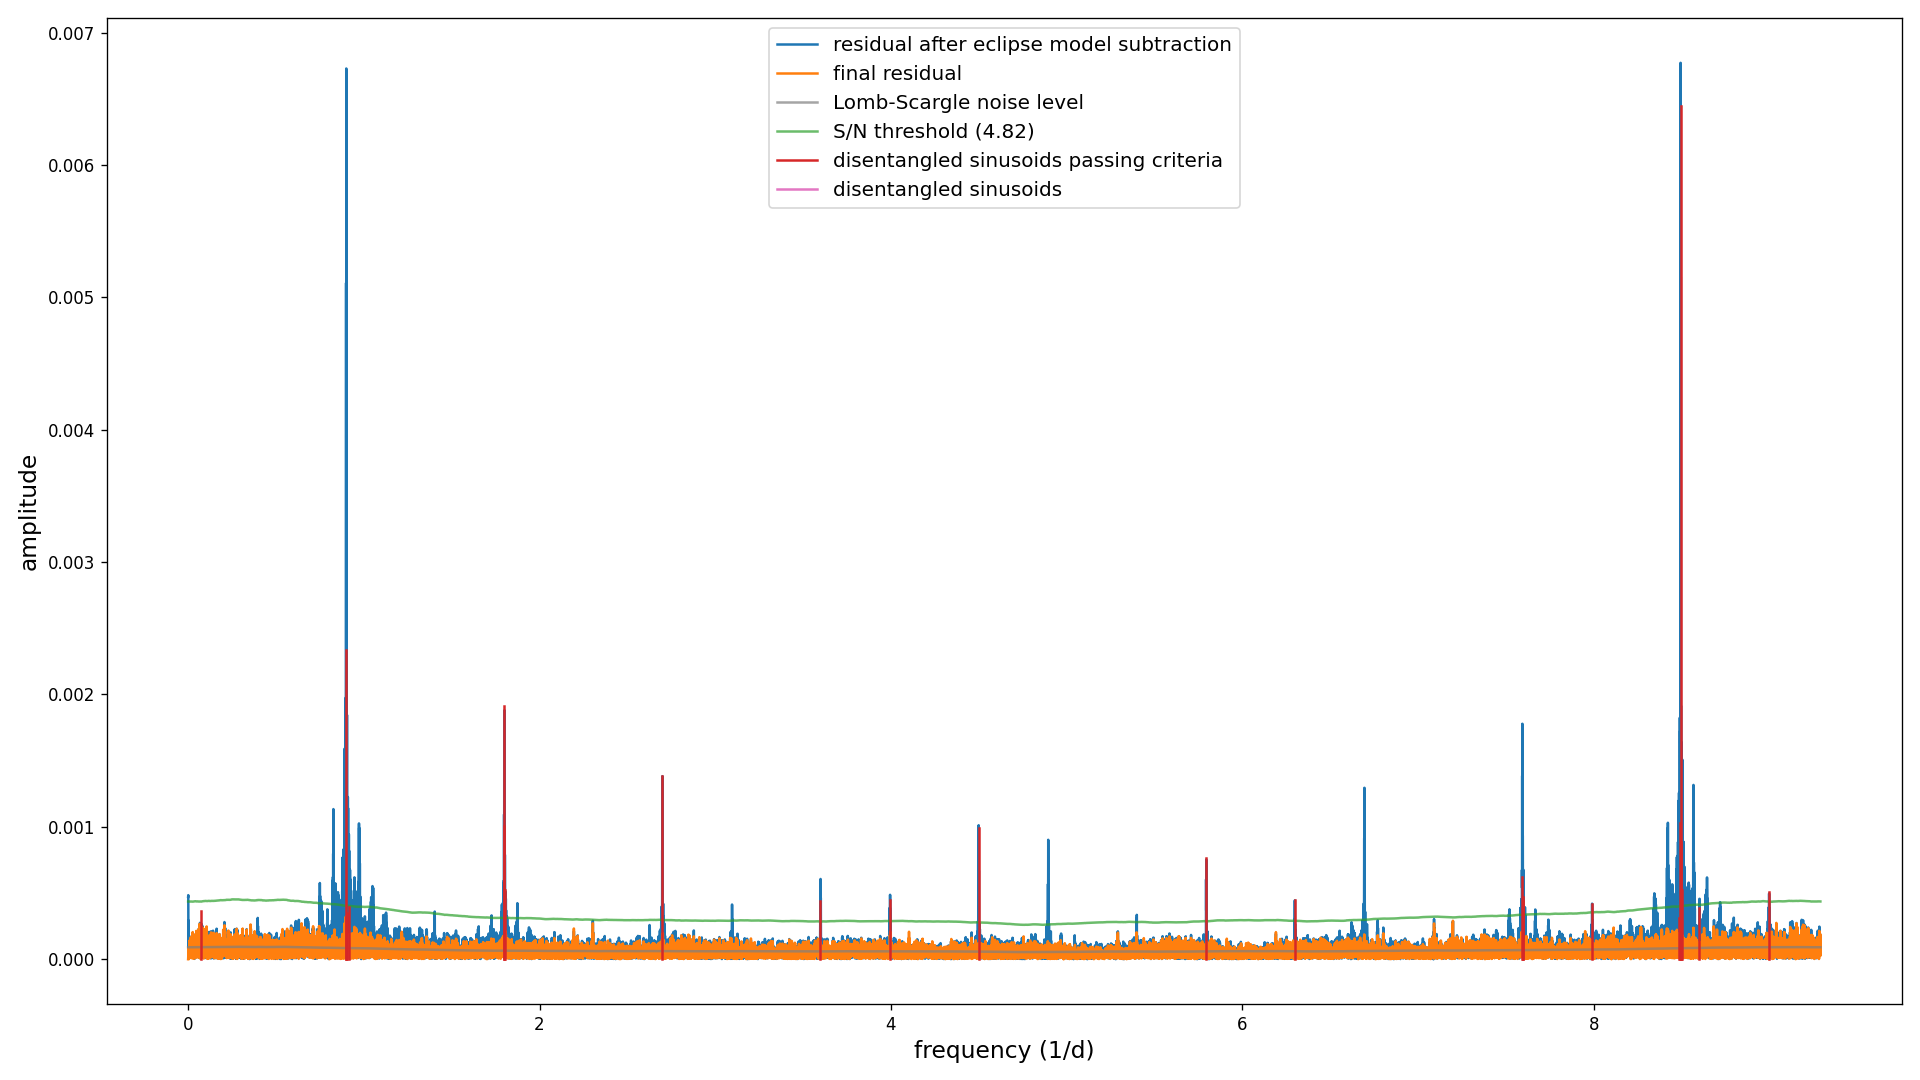 0.007
0.006
0.005
0.004
0.003
0.002
0.001
0.000
amplitude
residual after eclipse model subtraction
final residual
Lomb-Scargle noise level
S/N threshold (4.82)
disentangled sinusoids passing criteria
disentangled sinusoids
0 2 4 6 8
frequency (1/d)